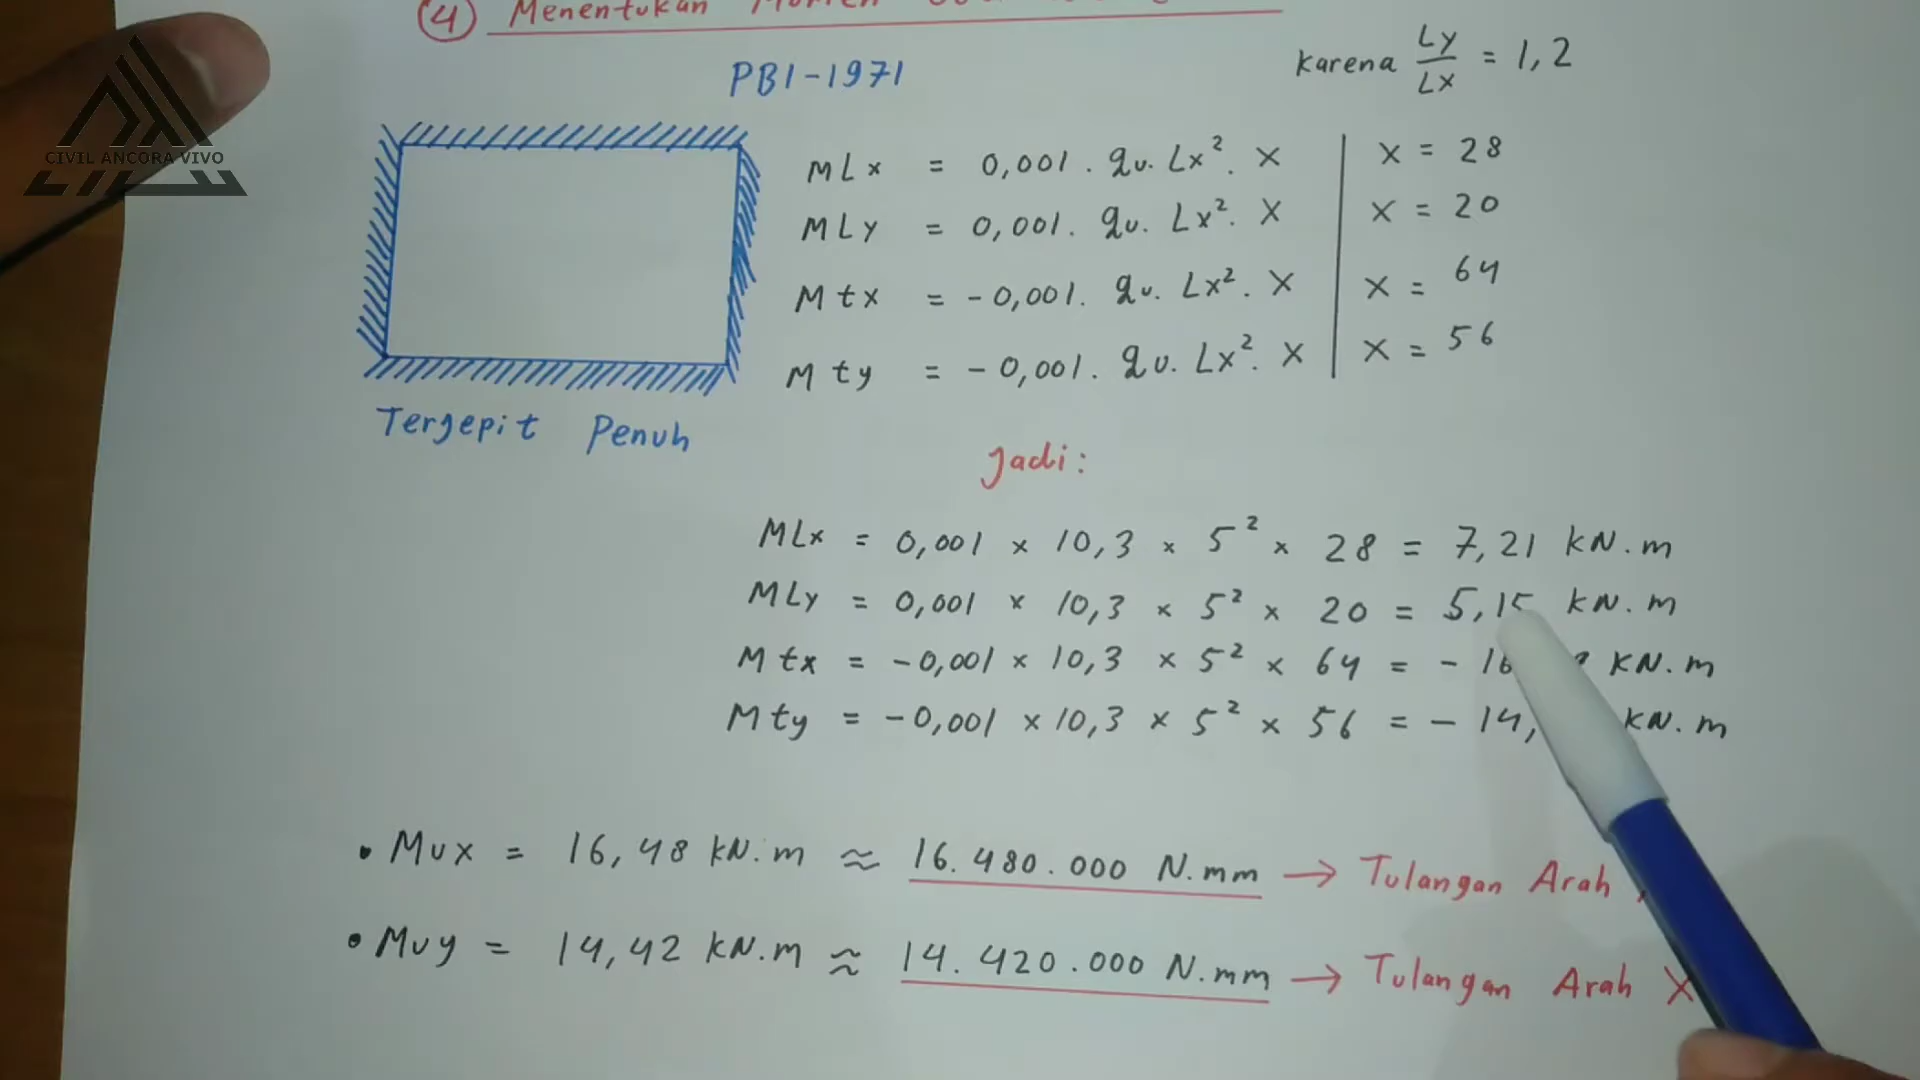 (4) Menentukan
PBI-1971
karena Ly/Lx = 1,2
CIVIL ANCORA VIVO
MLx = 0,001 . qu. Lx². X | X = 28
MLy = 0,001. qu. Lx². X | X = 20
Mtx = - 0,001. qu. Lx². X | X = 64
Mty = - 0,001. qu. Lx². X | X = 56
Terjepit Penuh
Jadi:
MLx = 0,001 × 10,3 × 5² × 28 = 7,21 kN.m
MLy = 0,001 × 10,3 × 5² × 20 = 5,15 kN.m
Mtx = -0,001 × 10,3 × 5² × 64 = - 16 kN.m
Mty = -0,001 × 10,3 × 5² × 56 = - 14, kN.m
• Mux = 16,48 kN.m ≈ 16.480.000 N.mm → Tulangan Arah
• Muy = 14,42 kN.m ≈ 14.420.000 N.mm → Tulangan Arah X